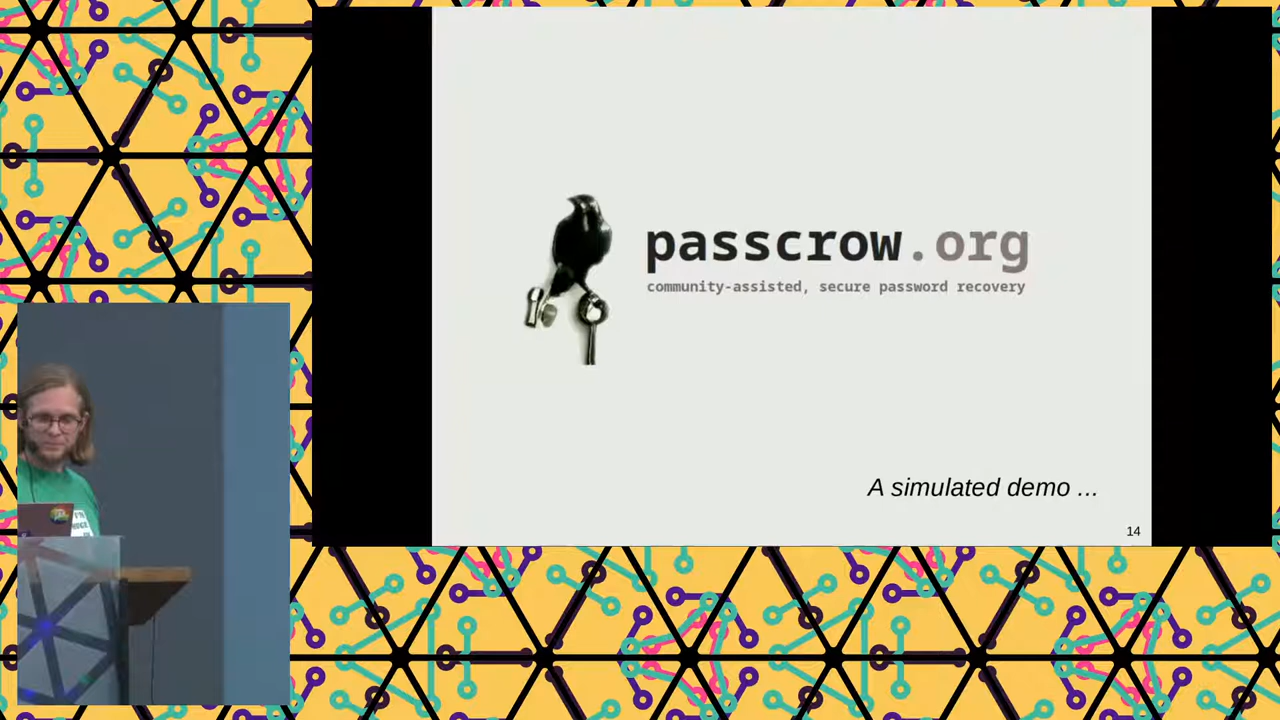 passcrow.org
community-assisted, secure password recovery
A simulated demo ...
14